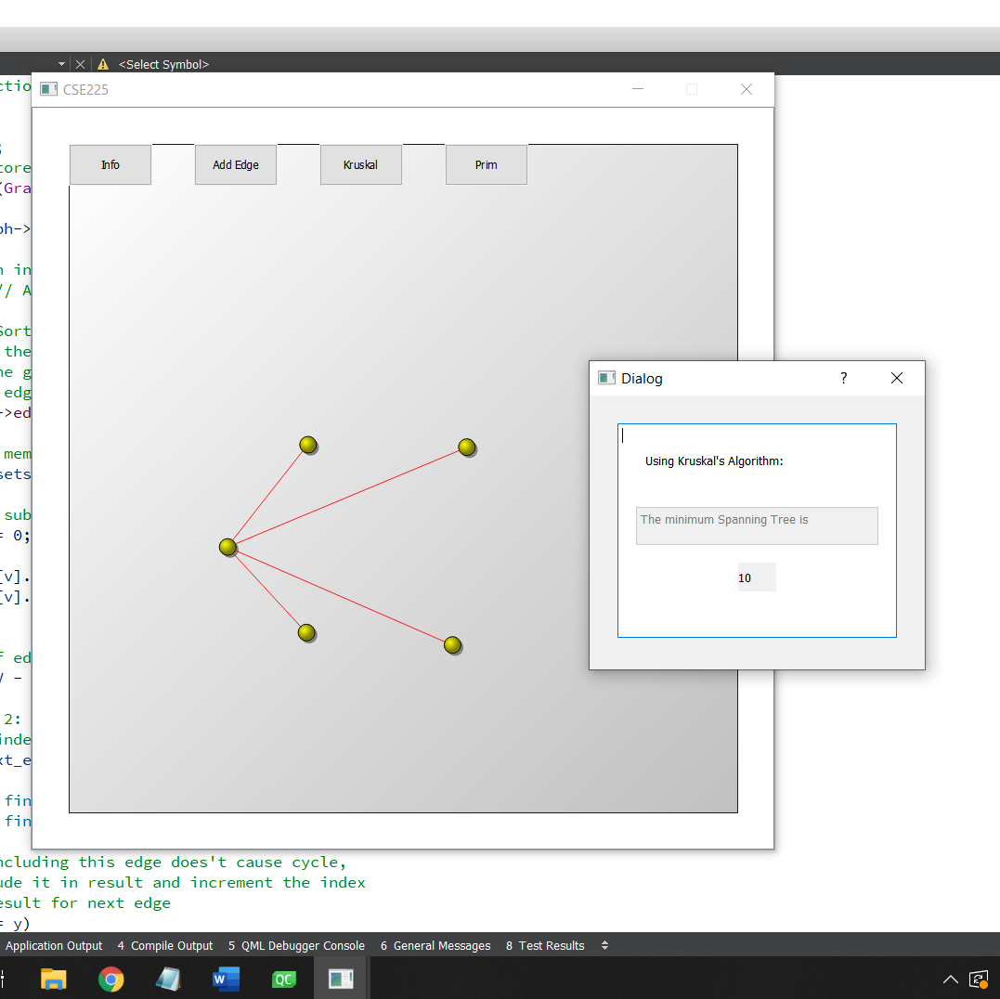 <Select Symbol>
ctio
CSE225
Info
Add Edge
Kruskal
Prim
tore
(Gra
ph->
n in
// A
Sort
the
he g
edg
->ed
mem
sets
sub
= 0;
[v].
[v].
f ed
V -
2:
inde
xt_e
fin
fin
Dialog
?
Using Kruskal's Algorithm:
The minimum Spanning Tree is
10
ncluding this edge does't cause cycle,
ude it in result and increment the index
esult for next edge
= y)
Application Output 4 Compile Output 5 QML Debugger Console 6 General Messages 8 Test Results
W
QC